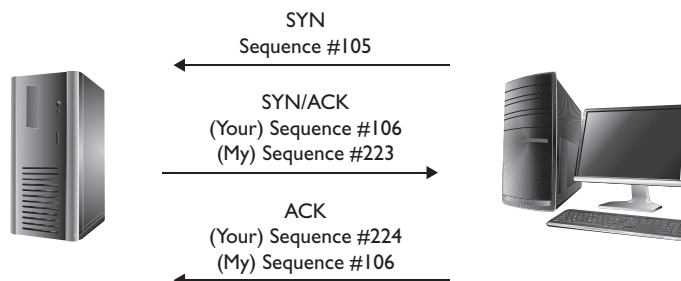 SYN
Sequence #105
SYN/ACK
(Your) Sequence #106
(My) Sequence #223
ACK
(Your) Sequence #224
(My) Sequence #106